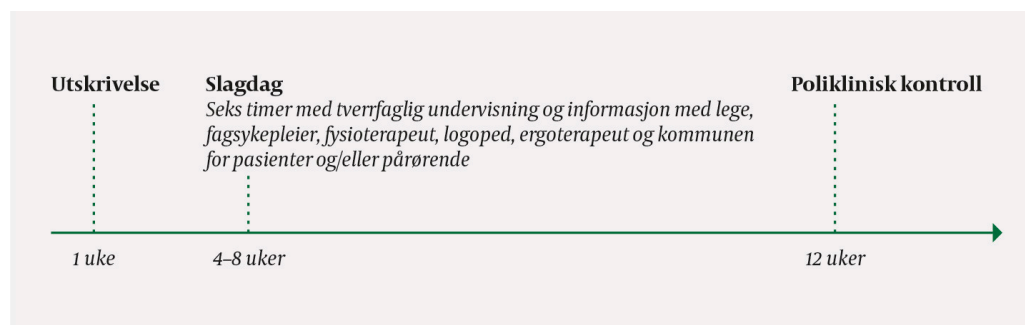 Utskrivelse
Slagdag
Seks timer med tverrfaglig undervisning og informasjon med lege,
fagsykepleier, fysioterapeut, logoped, ergoterapeut og kommunen
for pasienter og/eller pårørende
Poliklinisk kontroll
1 uke
4–8 uker
12 uker